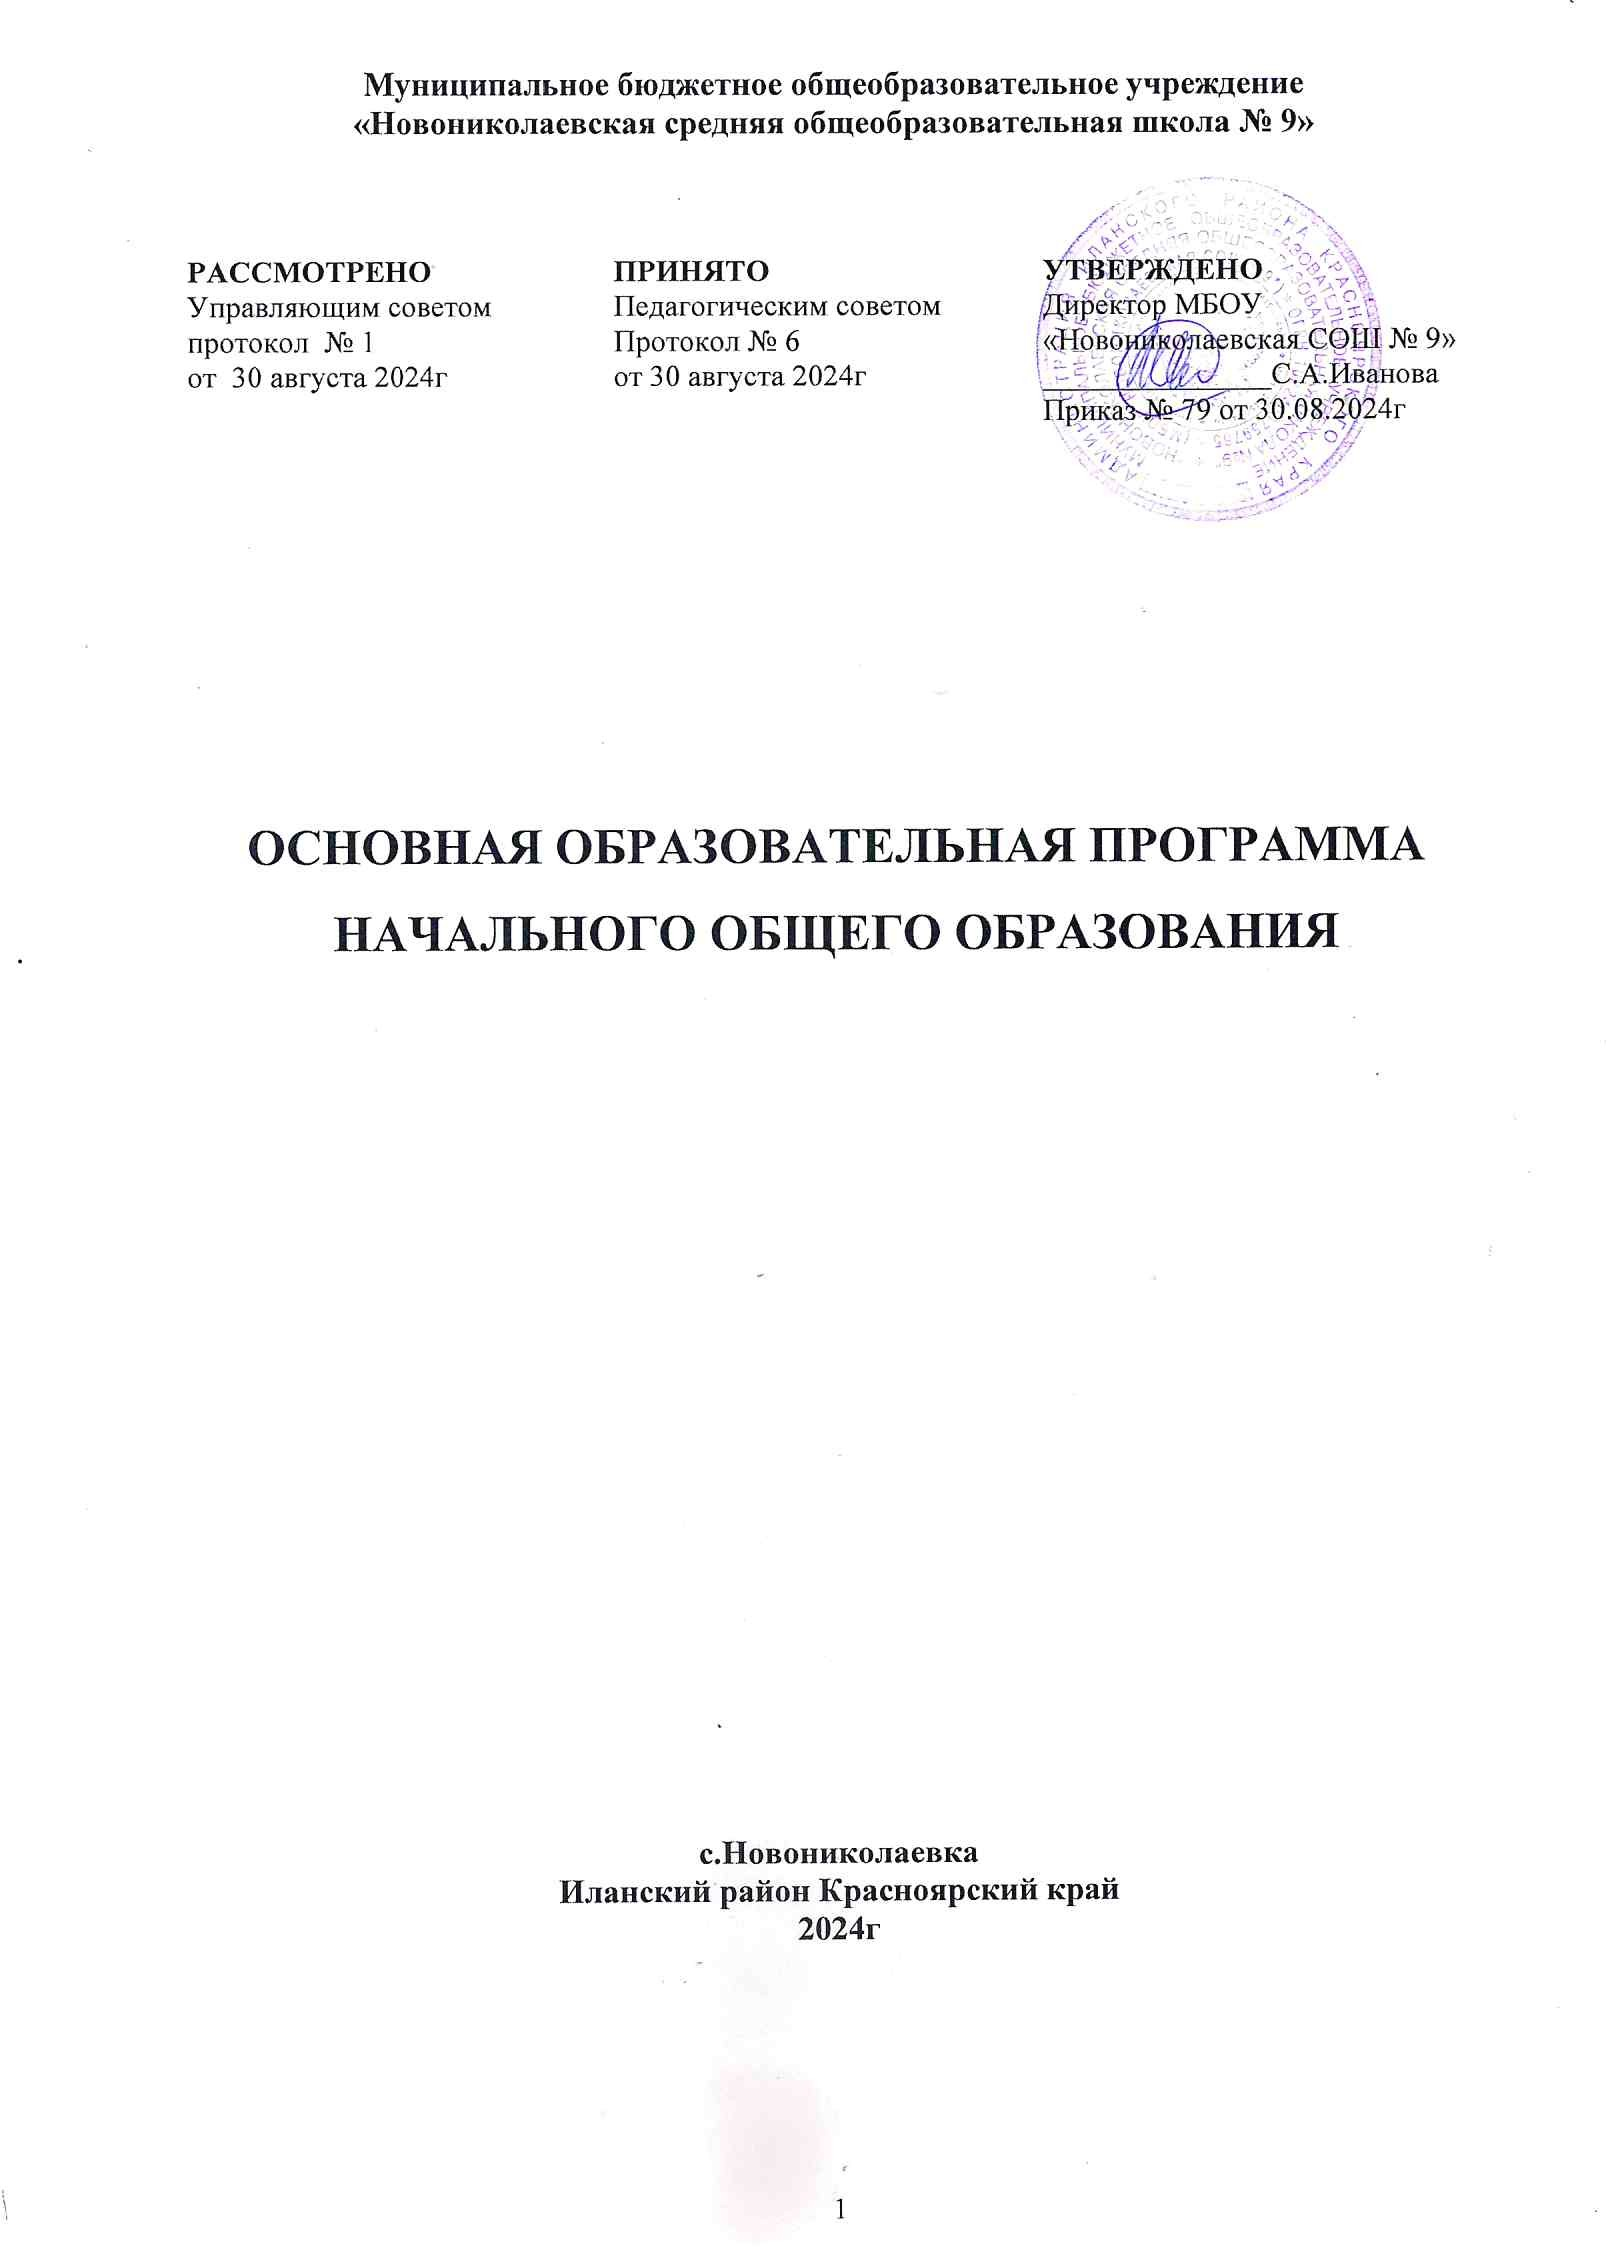 Муниципальное бюджетное общеобразовательное учреждение
«Новониколаевская средняя общеобразовательная школа № 9»
РАССМОТРЕНО
Управляющим советом
протокол № 1
от 30 августа 2024г
ПРИНЯТО
Педагогическим советом
Протокол № 6
от 30 августа 2024г
УТВЕРЖДЕНО
Директор МБОУ
«Новониколаевская СОШ № 9»
________________С.А.Иванова
Приказ № 79 от 30.08.2024г
ОСНОВНАЯ ОБРАЗОВАТЕЛЬНАЯ ПРОГРАММА
НАЧАЛЬНОГО ОБЩЕГО ОБРАЗОВАНИЯ
с.Новониколаевка
Иланский район Красноярский край
2024г
1